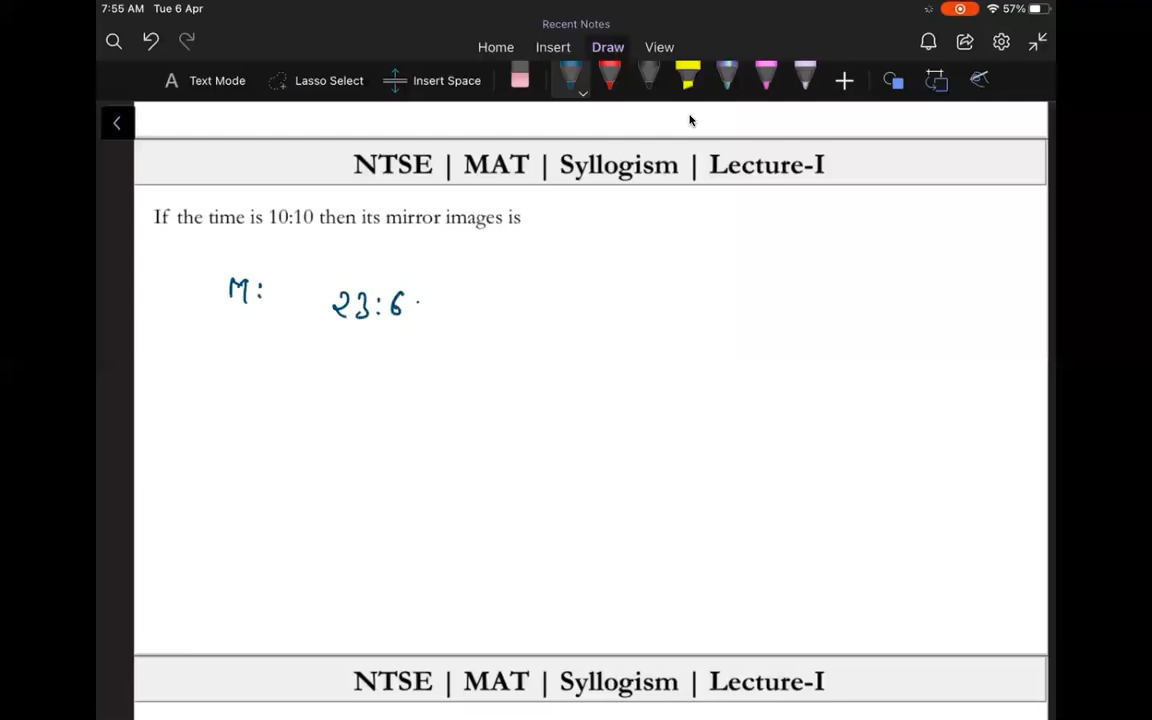 7:55 AM Tue 6 Apr
57%
Recent Notes
Home Insert Draw View
A Text Mode Lasso Select Insert Space
NTSE | MAT | Syllogism | Lecture-I
If the time is 10:10 then its mirror images is
M: 23:6
NTSE | MAT | Syllogism | Lecture-I